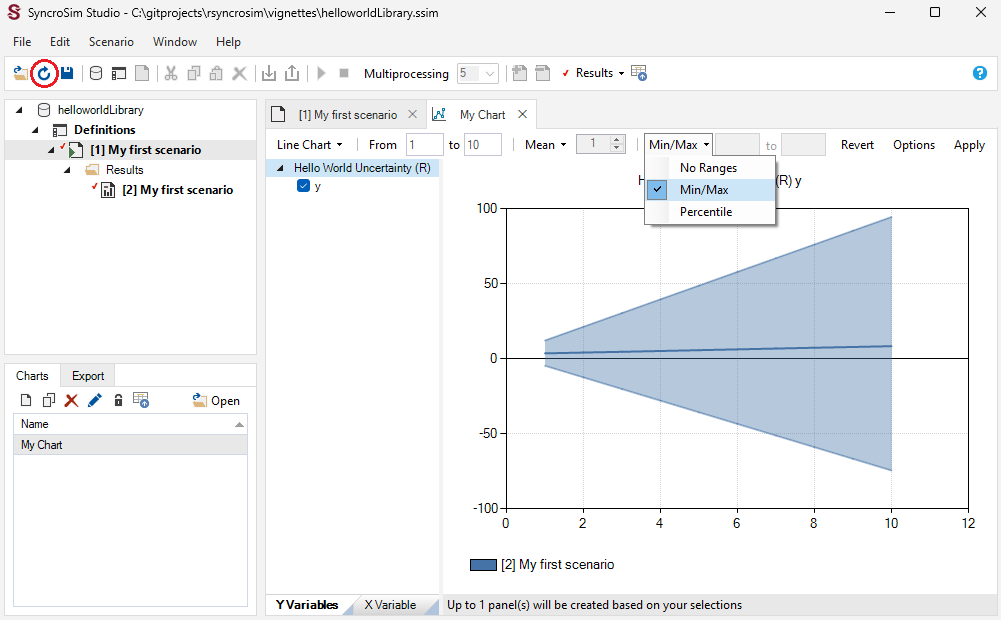 SyncroSim Studio - C:\gitprojects\rsyncrosim\vignettes\helloworldLibrary.ssim
File Edit Scenario Window Help
Multiprocessing 5 Results
helloworldLibrary
Definitions
[1] My first scenario
Results
[2] My first scenario
Charts Export
Open
Name
My Chart
[1] My first scenario My Chart
Line Chart From 1 to 10 Mean 1 Min/Max to Revert Options Apply
Hello World Uncertainty (R)
y
No Ranges
Min/Max
Percentile
H (R) y
100
50
0
-50
-100
0 2 4 6 8 10 12
[2] My first scenario
Y Variables X Variable Up to 1 panel(s) will be created based on your selections